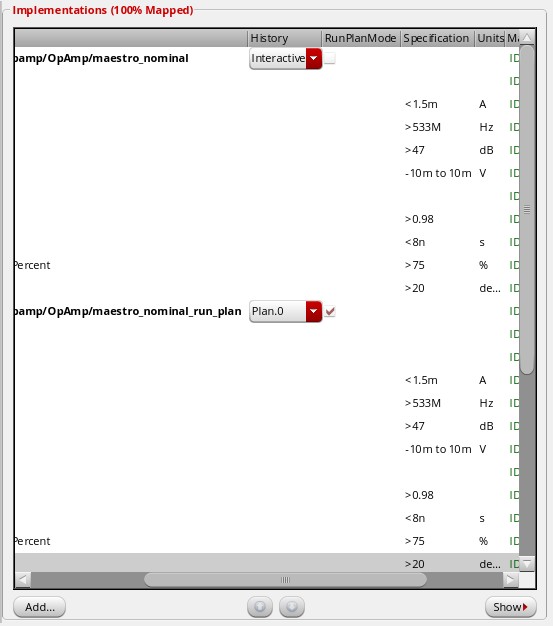 Implementations (100% Mapped)
History RunPlanMode Specification Units Ma
pamp/OpAmp/maestro_nominal Interactive ID
ID
<1.5m A ID
>533M Hz ID
>47 dB ID
-10m to 10m V ID
ID
>0.98 ID
<8n s ID
Percent >75 % ID
>20 de... ID
pamp/OpAmp/maestro_nominal_run_plan Plan.0 ID
ID
ID
<1.5m A ID
>533M Hz ID
>47 dB ID
-10m to 10m V ID
ID
>0.98 ID
<8n s ID
Percent >75 % ID
>20 de... ID
Add... Show